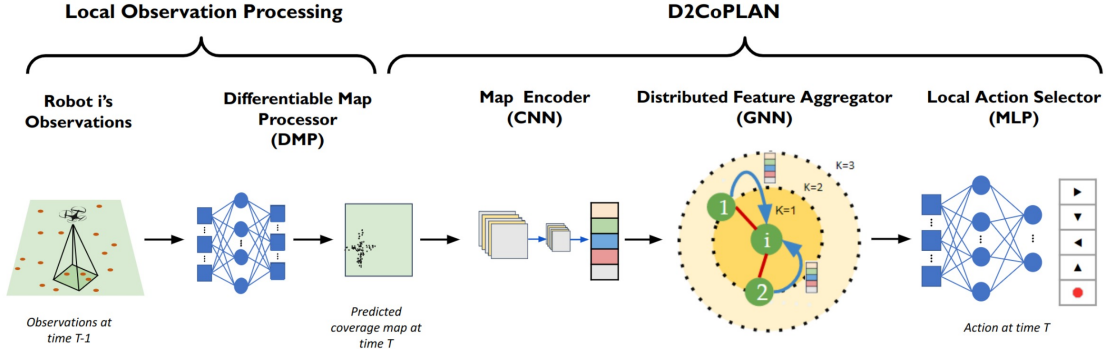 Local Observation Processing
D2CoPLAN
Robot i's
Observations
Differentiable Map
Processor
(DMP)
Map Encoder
(CNN)
Distributed Feature Aggregator
(GNN)
Local Action Selector
(MLP)
K=3
K=2
K=1
1
i
2
Observations at
time T-1
Predicted
coverage map at
time T
Action at time T